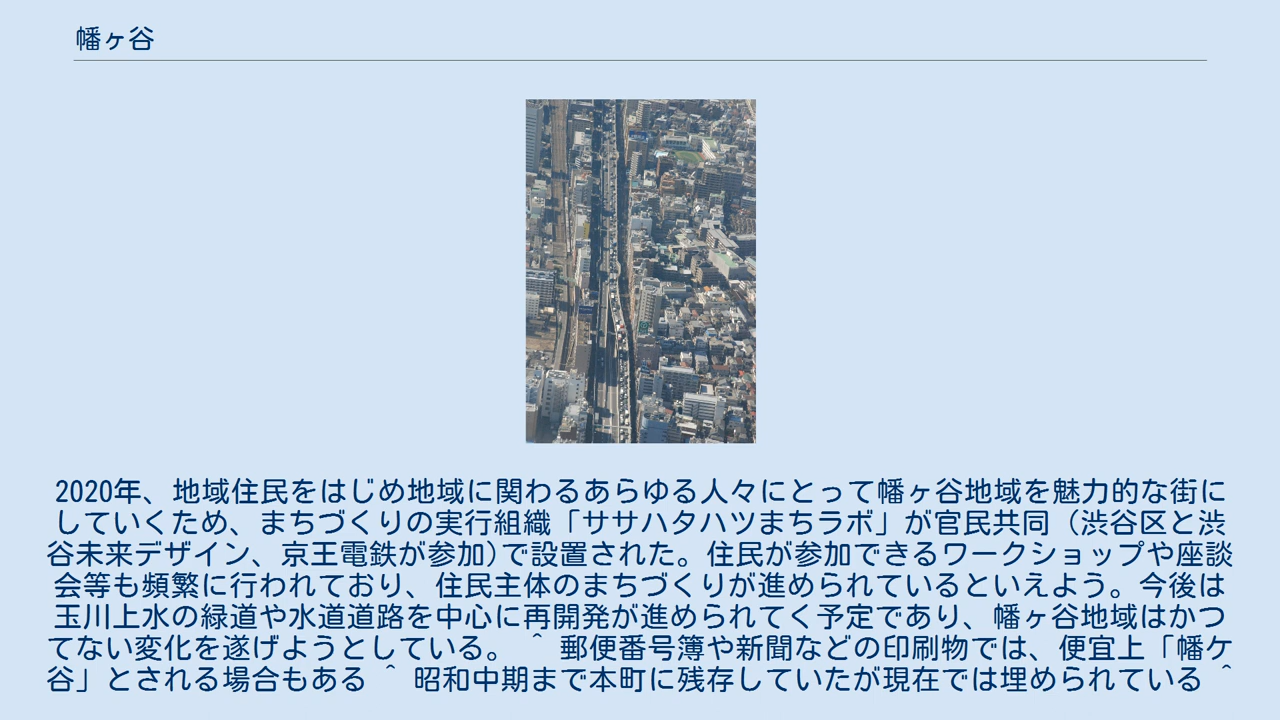 幡ヶ谷
2020年、地域住民をはじめ地域に関わるあらゆる人々にとって幡ヶ谷地域を魅力的な街に
していくため、まちづくりの実行組織「ササハタハツまちラボ」が官民共同（渋谷区と渋
谷未来デザイン、京王電鉄が参加)で設置された。住民が参加できるワークショップや座談
会等も頻繁に行われており、住民主体のまちづくりが進められているといえよう。今後は
玉川上水の緑道や水道道路を中心に再開発が進められてく予定であり、幡ヶ谷地域はかつ
てない変化を遂げようとしている。 ＾ 郵便番号簿や新聞などの印刷物では、便宜上「幡ケ
谷」とされる場合もある ＾ 昭和中期まで本町に残存していたが現在では埋められている ＾